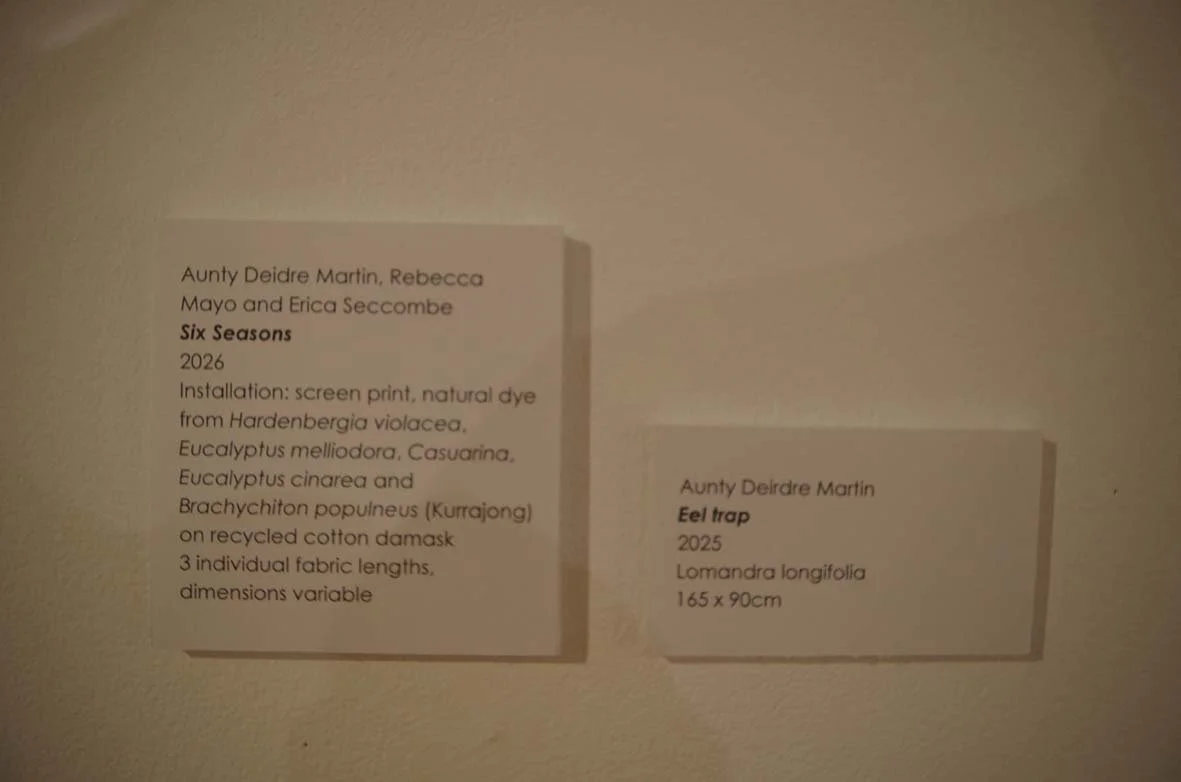 Aunty Deidre Martin, Rebecca
Mayo and Erica Seccombe
Six Seasons
2026
Installation: screen print, natural dye
from Hardenbergia violacea,
Eucalyptus melliodora, Casuarina,
Eucalyptus cinarea and
Brachychiton populneus (Kurrajong)
on recycled cotton damask
3 individual fabric lengths,
dimensions variable
Aunty Deirdre Martin
Eel trap
2025
Lomandra longifolia
165 x 90cm